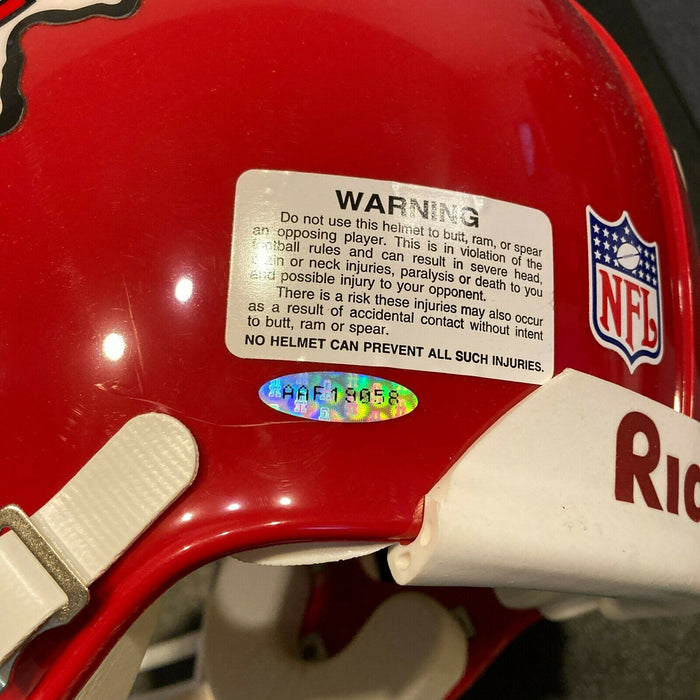 WARNING
Do not use this helmet to butt, ram, or spear
an opposing player. This is in violation of the
football rules and can result in severe head,
brain or neck injuries, paralysis or death to you
and possible injury to your opponent.
There is a risk these injuries may also occur
as a result of accidental contact without intent
to butt, ram or spear.
NO HELMET CAN PREVENT ALL SUCH INJURIES.
AAF19058
NFL